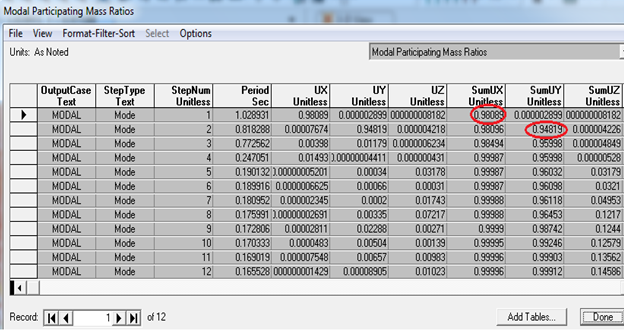 Modal Participating Mass Ratios
File View Format-Filter-Sort Select Options
Units: As Noted
Modal Participating Mass Ratios
OutputCase StepType StepNum Period UX UY UZ SumUX SumUY SumUZ
Text Text Unitless Sec Unitless Unitless Unitless Unitless Unitless Unitless
MODAL Mode 1 1.028931 0.98089 0.000002899 000000008182 0.98089 0.000002899 000000008182
MODAL Mode 2 0.818288 0.00007674 0.94819 0.000004218 0.98096 0.94819 0.000004226
MODAL Mode 3 0.772562 0.00398 0.01179 0.0000006234 0.98494 0.95998 0.000004849
MODAL Mode 4 0.247051 0.01493 0.0000004411 0.000000431 0.99987 0.95998 0.00000528
MODAL Mode 5 0.190132 0.00000005201 0.00034 0.03178 0.99987 0.96032 0.03179
MODAL Mode 6 0.189916 0.0000006625 0.00066 0.00031 0.99987 0.96098 0.0321
MODAL Mode 7 0.180952 0.000002345 0.0002 0.01743 0.99988 0.96118 0.04953
MODAL Mode 8 0.175991 0.00000002691 0.00335 0.07217 0.99988 0.96453 0.1217
MODAL Mode 9 0.172806 0.00002811 0.02288 0.00271 0.9999 0.98742 0.1244
MODAL Mode 10 0.170333 0.0000483 0.00504 0.00139 0.99995 0.99246 0.12579
MODAL Mode 11 0.169019 0.000007548 0.00657 0.00983 0.99996 0.99903 0.13562
MODAL Mode 12 0.165528 000000001429 0.00008905 0.01023 0.99996 0.99912 0.14586
Record: 1 of 12
Add Tables... Done